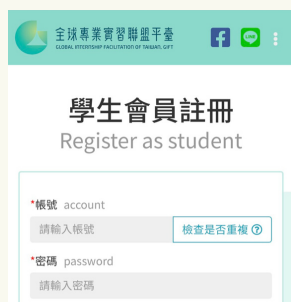 全球專業實習聯盟平臺
GLOBAL INTERNSHIP FACILITATION OF TAIWAN, GIFT
LINE
學生會員註冊
Register as student
*帳號 account
請輸入帳號 檢查是否重複
*密碼 password
請輸入密碼